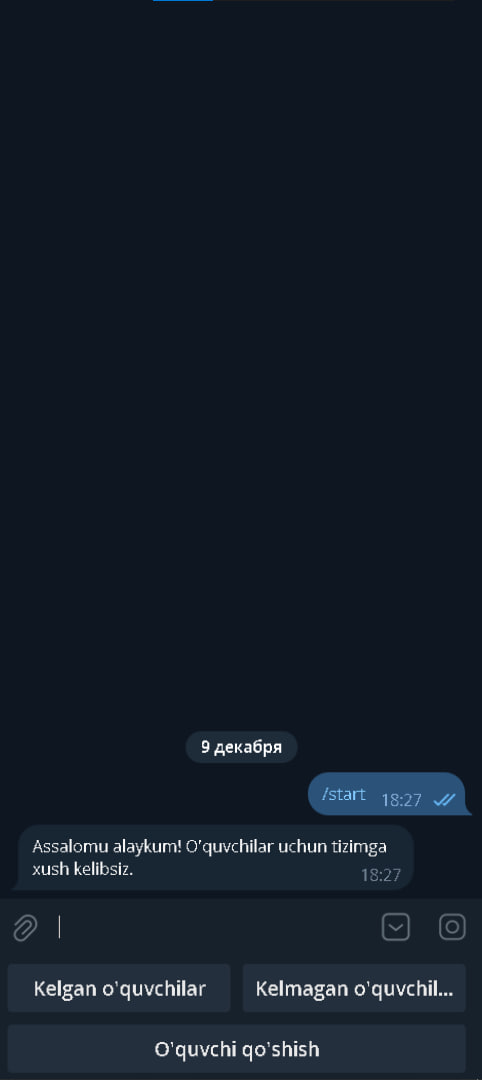 9 декабря
/start 18:27
Assalomu alaykum! O'quvchilar uchun tizimga
xush kelibsiz.
18:27
Kelgan o'quvchilar
Kelmagan o'quvchil...
O'quvchi qo'shish